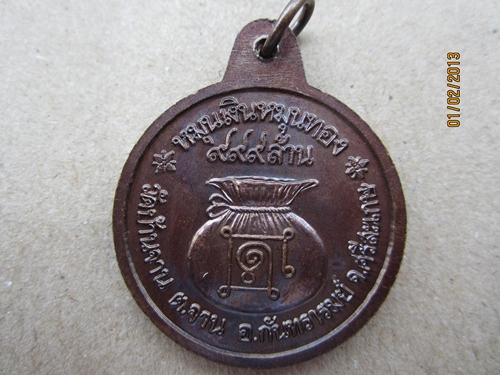 หมุนเงินหมุนทอง
๙๙๙ล้าน
วัดบ้านจาน ต.จาน อ.กันทรารมย์ จ.ศรีสะเกษ
01/02/2013